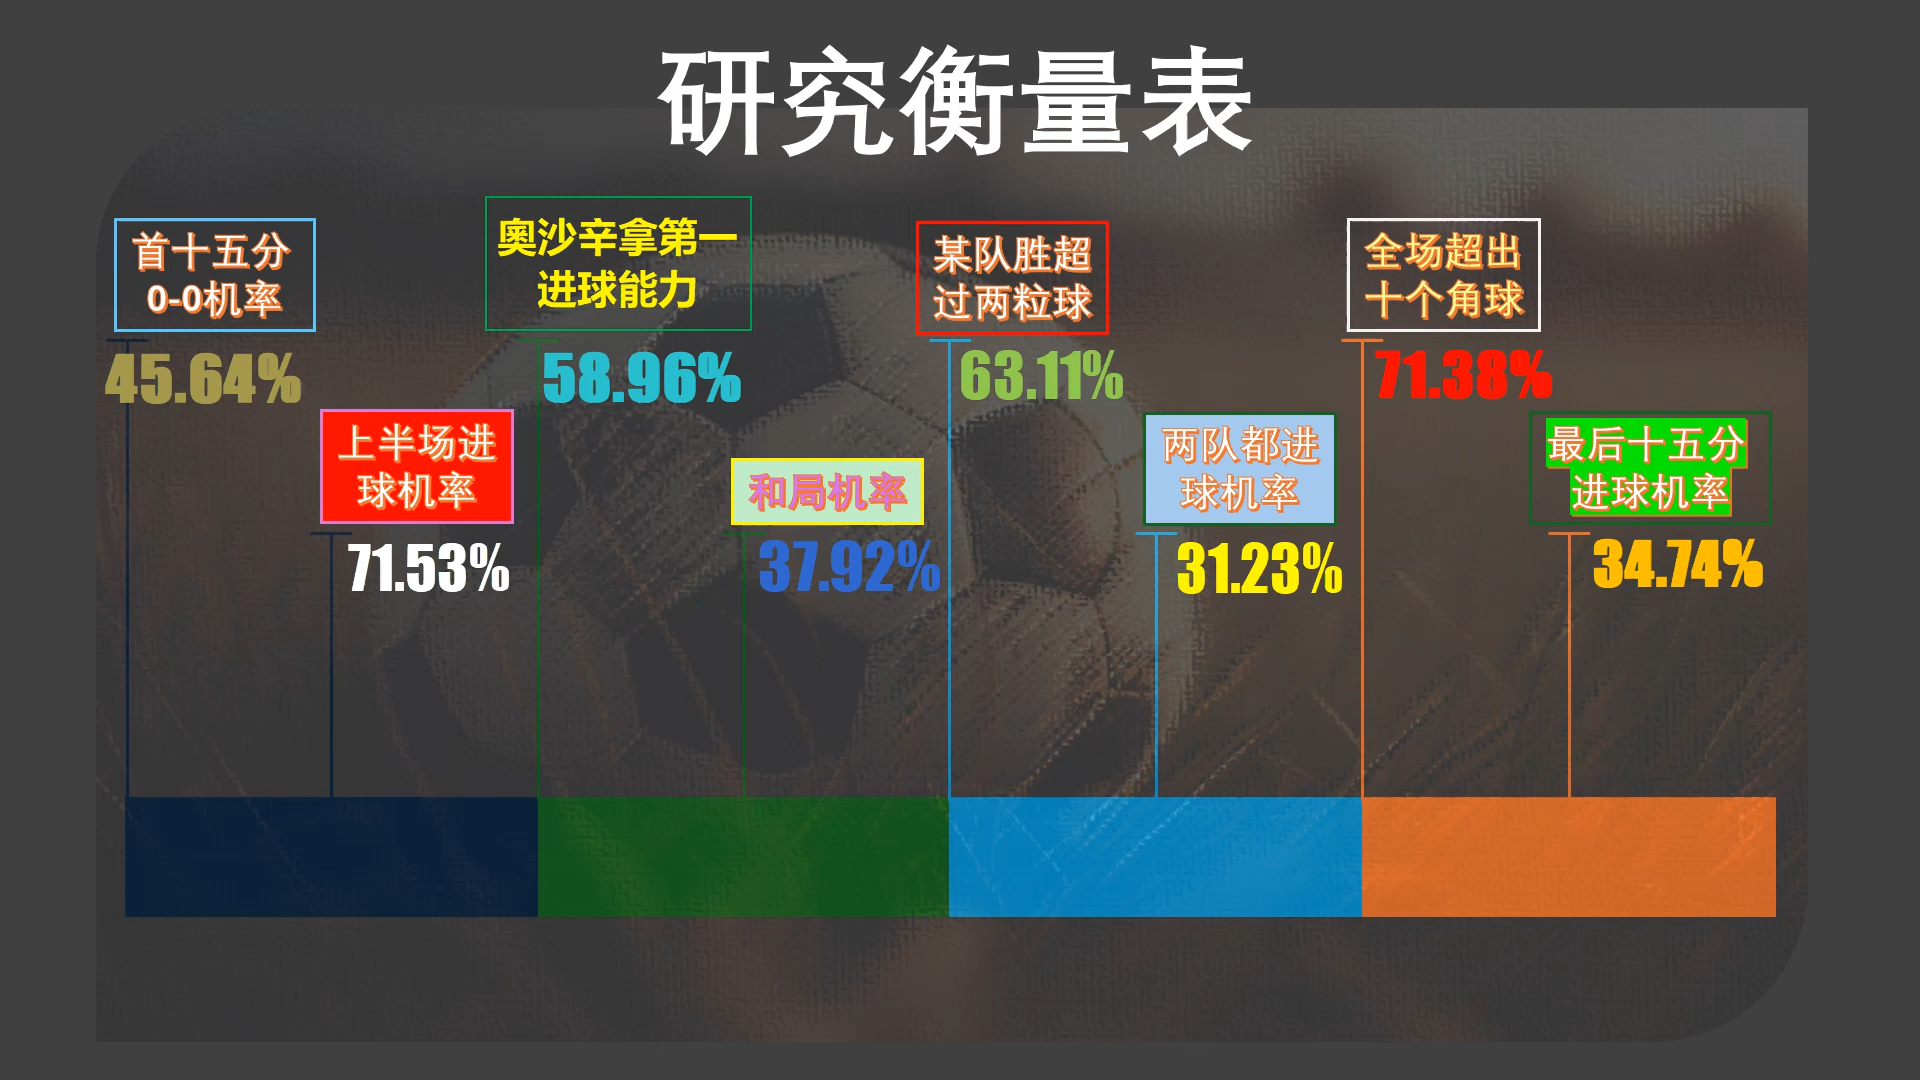 研究衡量表
首十五分
0-0机率
45.64%
上半场进
球机率
71.53%
奥沙辛拿第一
进球能力
58.96%
和局机率
37.92%
某队胜超
过两粒球
63.11%
两队都进
球机率
31.23%
全场超出
十个角球
71.38%
最后十五分
进球机率
34.74%